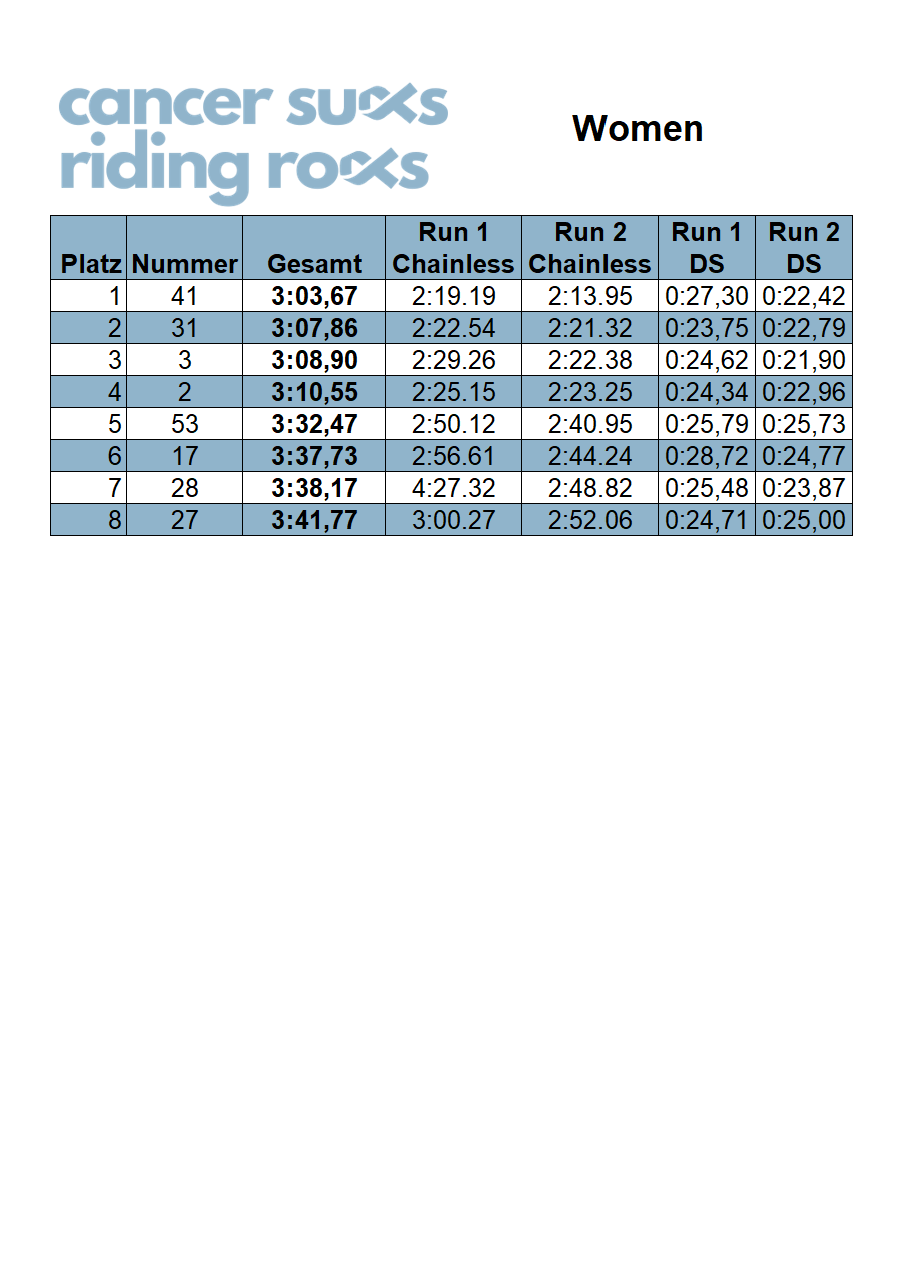 cancer sucks
riding rocks
Women
Platz Nummer Gesamt Run 1 Chainless Run 2 Chainless Run 1 DS Run 2 DS
1 41 3:03,67 2:19.19 2:13.95 0:27,30 0:22,42
2 31 3:07,86 2:22.54 2:21.32 0:23,75 0:22,79
3 3 3:08,90 2:29.26 2:22.38 0:24,62 0:21,90
4 2 3:10,55 2:25.15 2:23.25 0:24,34 0:22,96
5 53 3:32,47 2:50.12 2:40.95 0:25,79 0:25,73
6 17 3:37,73 2:56.61 2:44.24 0:28,72 0:24,77
7 28 3:38,17 4:27.32 2:48.82 0:25,48 0:23,87
8 27 3:41,77 3:00.27 2:52.06 0:24,71 0:25,00